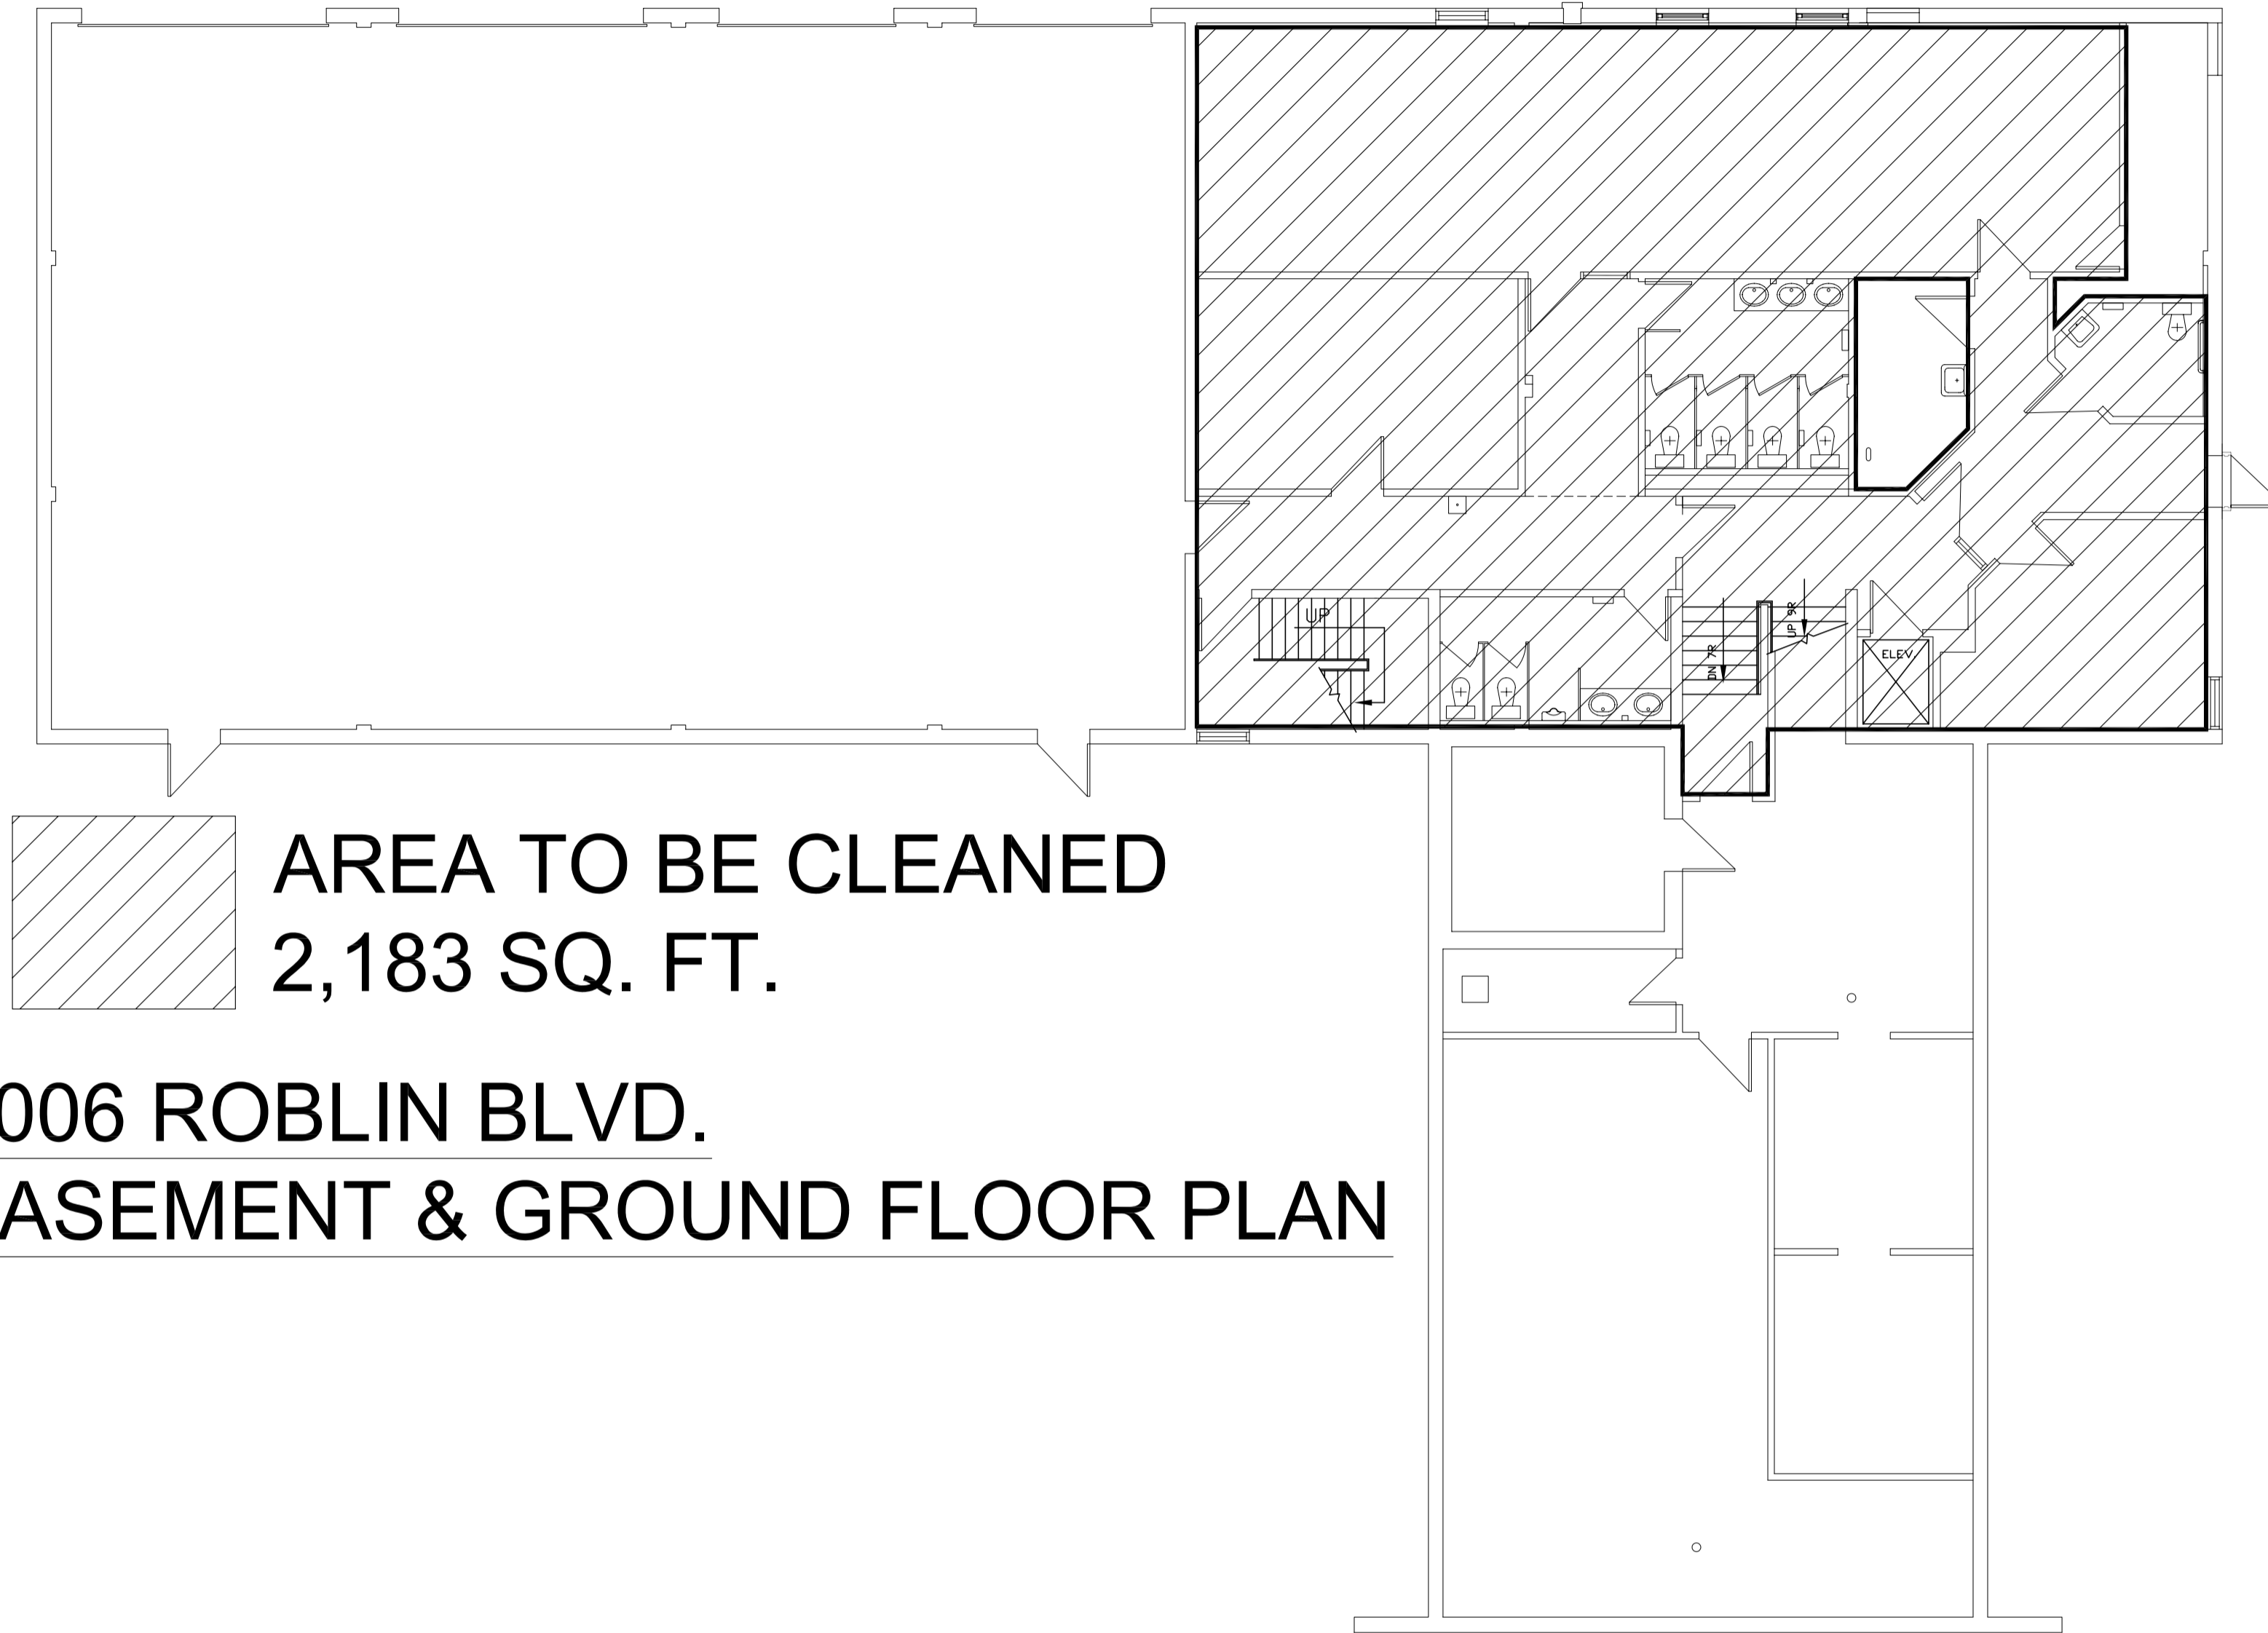 UP
DN 7R
UP 9R
ELEV.
AREA TO BE CLEANED
2,183 SQ. FT.
006 ROBLIN BLVD.
ASEMENT & GROUND FLOOR PLAN